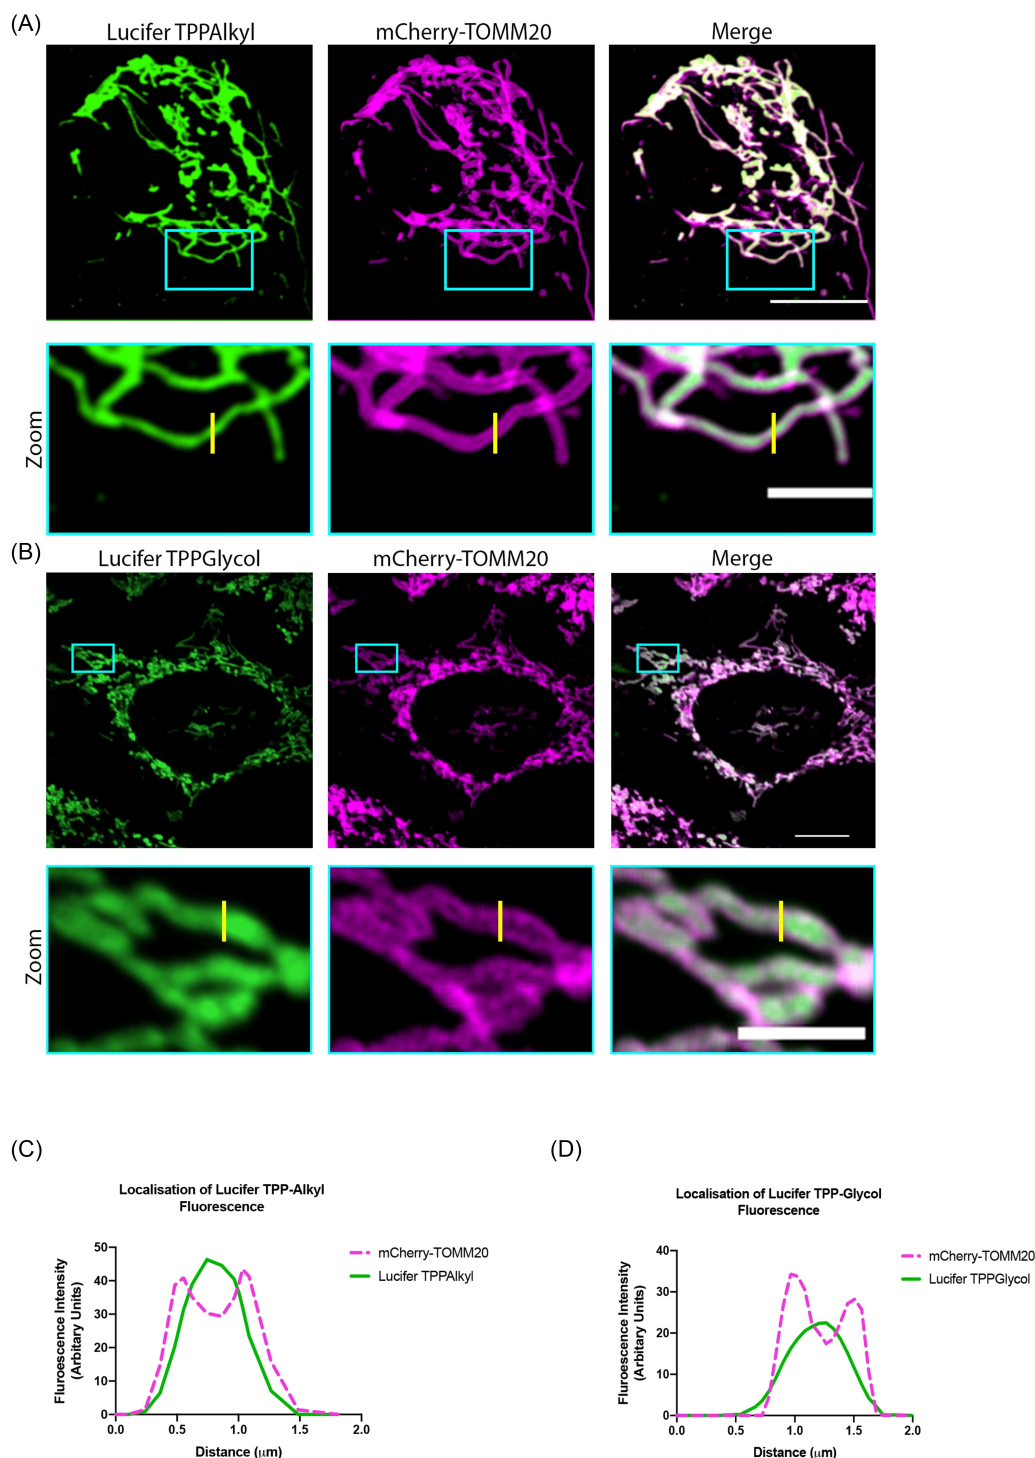 (A)
Lucifer TPPAlkyl mCherry-TOMM20 Merge
Zoom
(B)
Lucifer TPPGlycol mCherry-TOMM20 Merge
Zoom
(C)
Localisation of Lucifer TPP-Alkyl
Fluorescence
Fluroescence Intensity
(Arbitary Units)
50
40
30
20
10
0
0.0 0.5 1.0 1.5 2.0
Distance (μm)
mCherry-TOMM20
Lucifer TPPAlkyl
(D)
Localisation of Lucifer TPP-Glycol
Fluorescence
Fluroescence Intensity
(Arbitary Units)
40
30
20
10
0
0.0 0.5 1.0 1.5 2.0
Distance (μm)
mCherry-TOMM20
Lucifer TPPGlycol